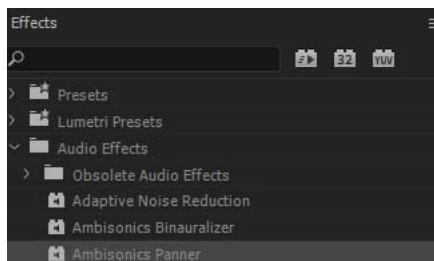 Effects
32 YUV
Presets
Lumetri Presets
Audio Effects
Obsolete Audio Effects
Adaptive Noise Reduction
Ambisonics Binauralizer
Ambisonics Panner